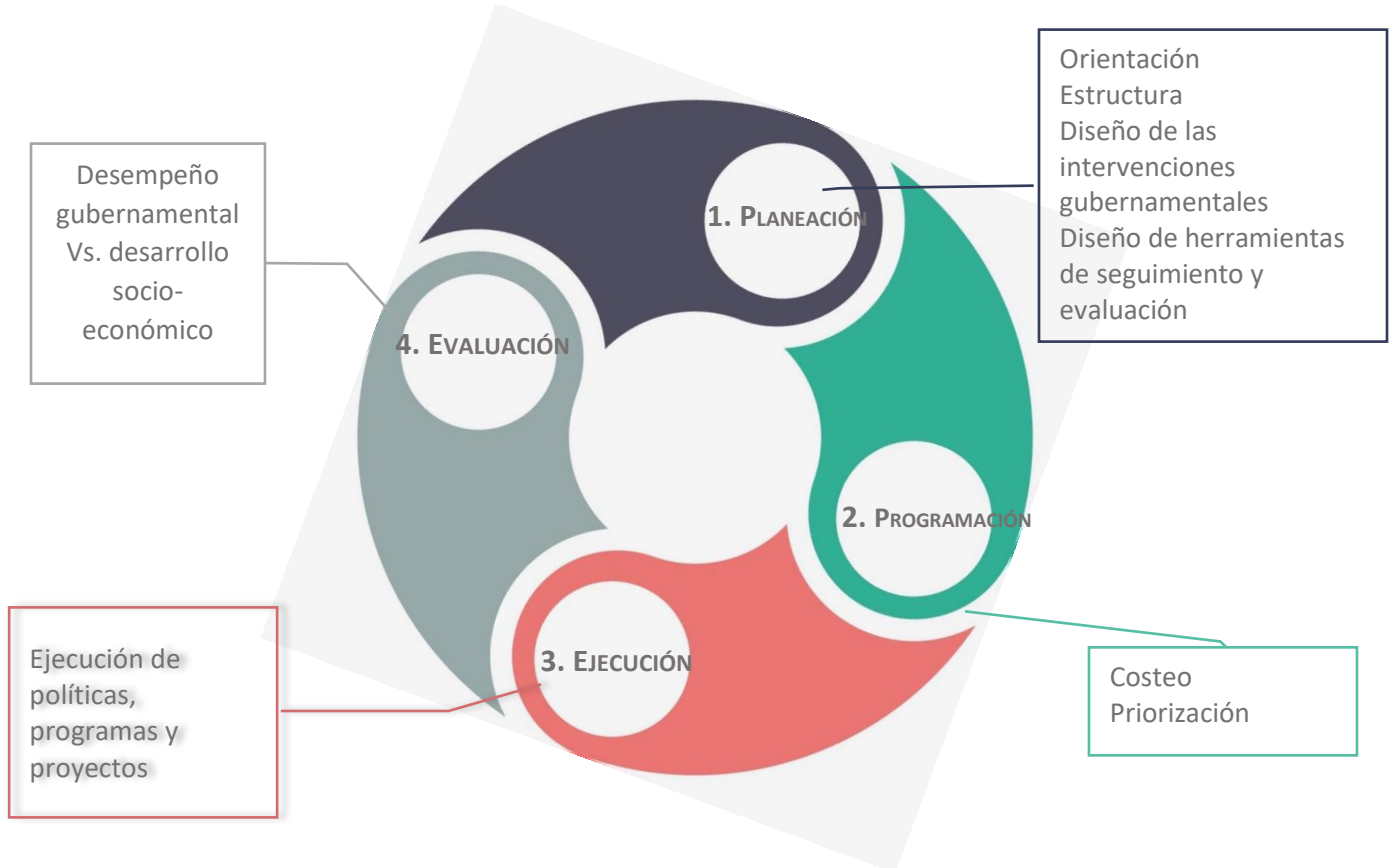 Orientación
Estructura
Diseño de las
intervenciones
gubernamentales
Diseño de herramientas
de seguimiento y
evaluación
1. PLANEACIÓN
Desempeño
gubernamental
Vs. desarrollo
socio-
económico
4. EVALUACIÓN
2. PROGRAMACIÓN
Costeo
Priorización
3. EJECUCIÓN
Ejecución de
políticas,
programas y
proyectos